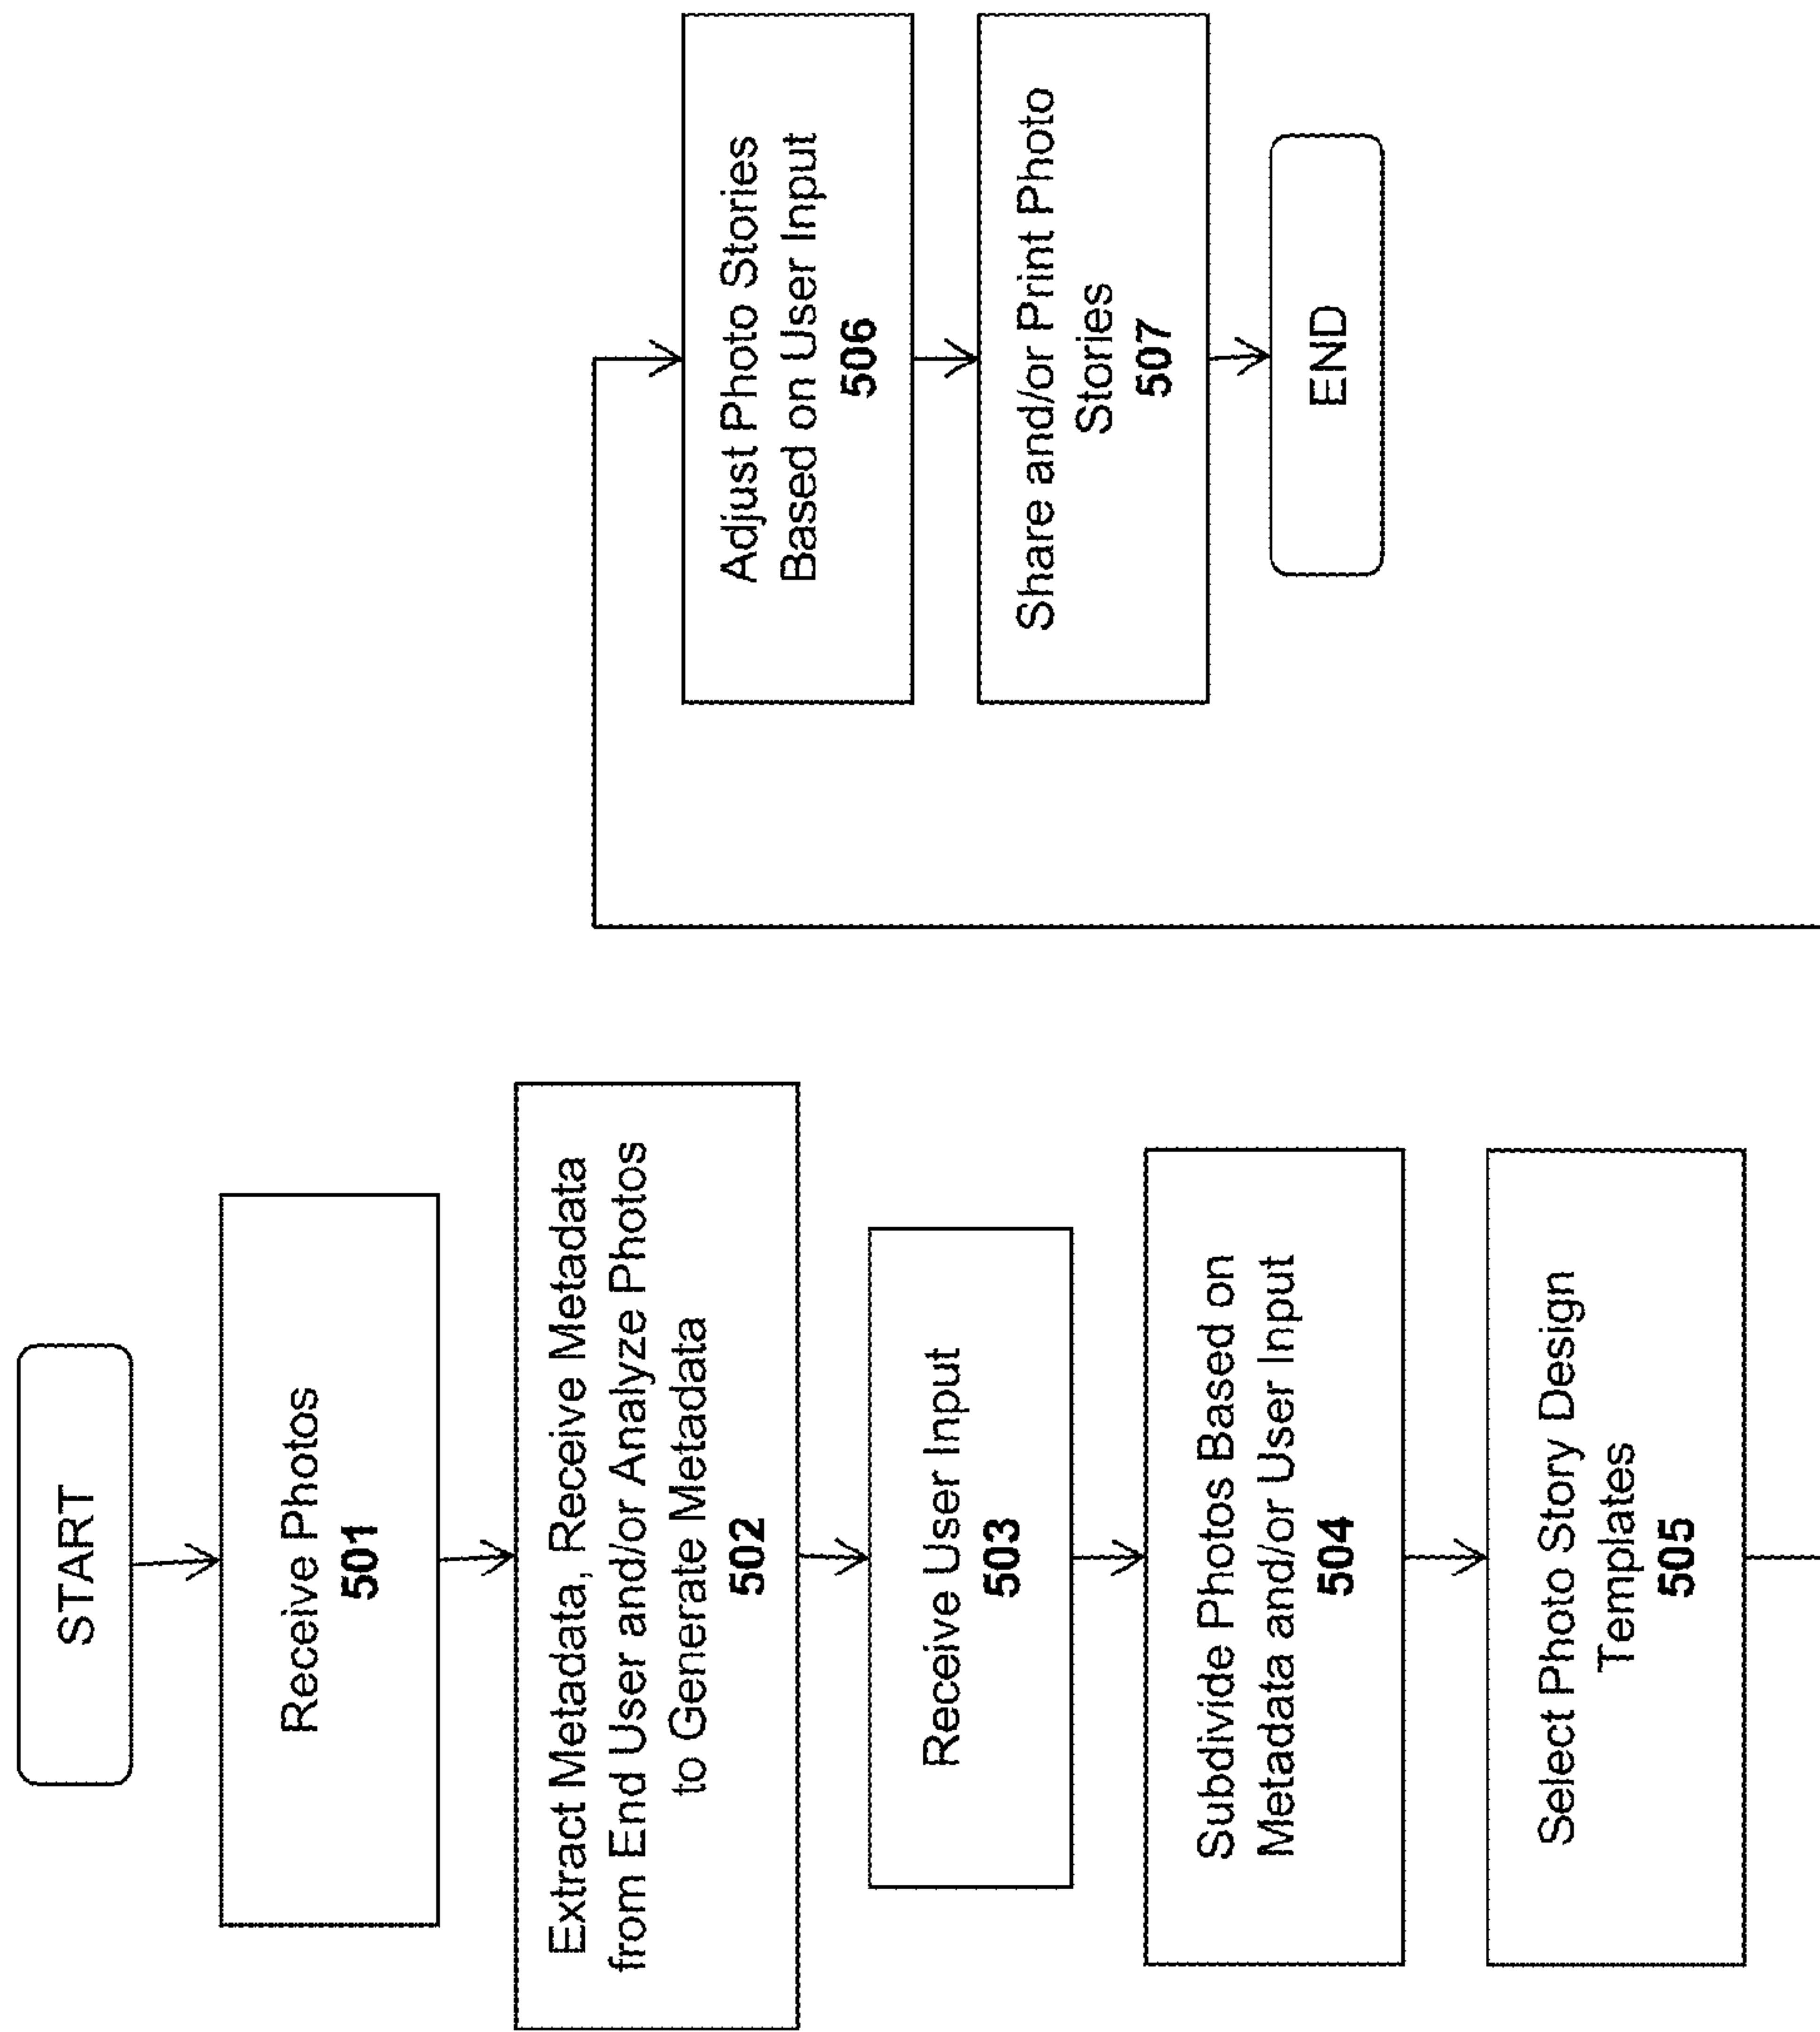 START
Receive Photos
501
Extract Metadata, Receive Metadata
from End User and/or Analyze Photos
to Generate Metadata
502
Receive User Input
503
Subdivide Photos Based on
Metadata and/or User Input
504
Select Photo Story Design
Templates
505
Adjust Photo Stories
Based on User Input
506
Share and/or Print Photo
Stories
507
END